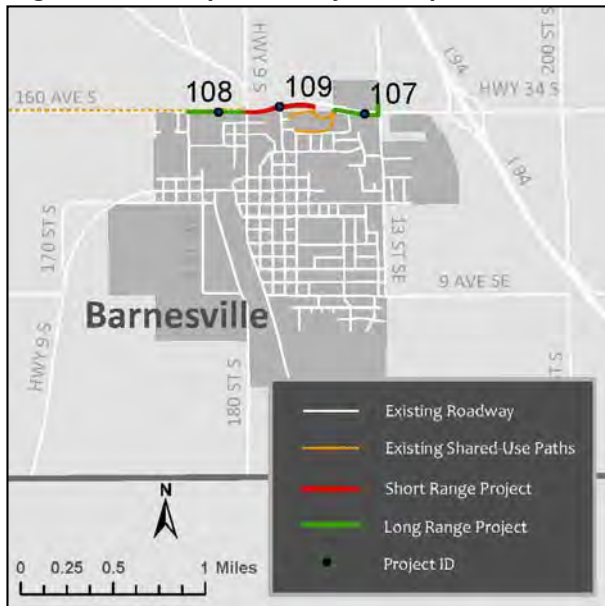 HWY 9 S
I 94
200 ST S
108
109
107
160 AVE S
HWY 34 S
I 94
170 ST S
13 ST SE
9 AVE SE
Barnesville
HWY 9 S
180 ST S
ST S
Existing Roadway
Existing Shared-Use Paths
Short Range Project
Long Range Project
Project ID
N
0 0.25 0.5 1 Miles